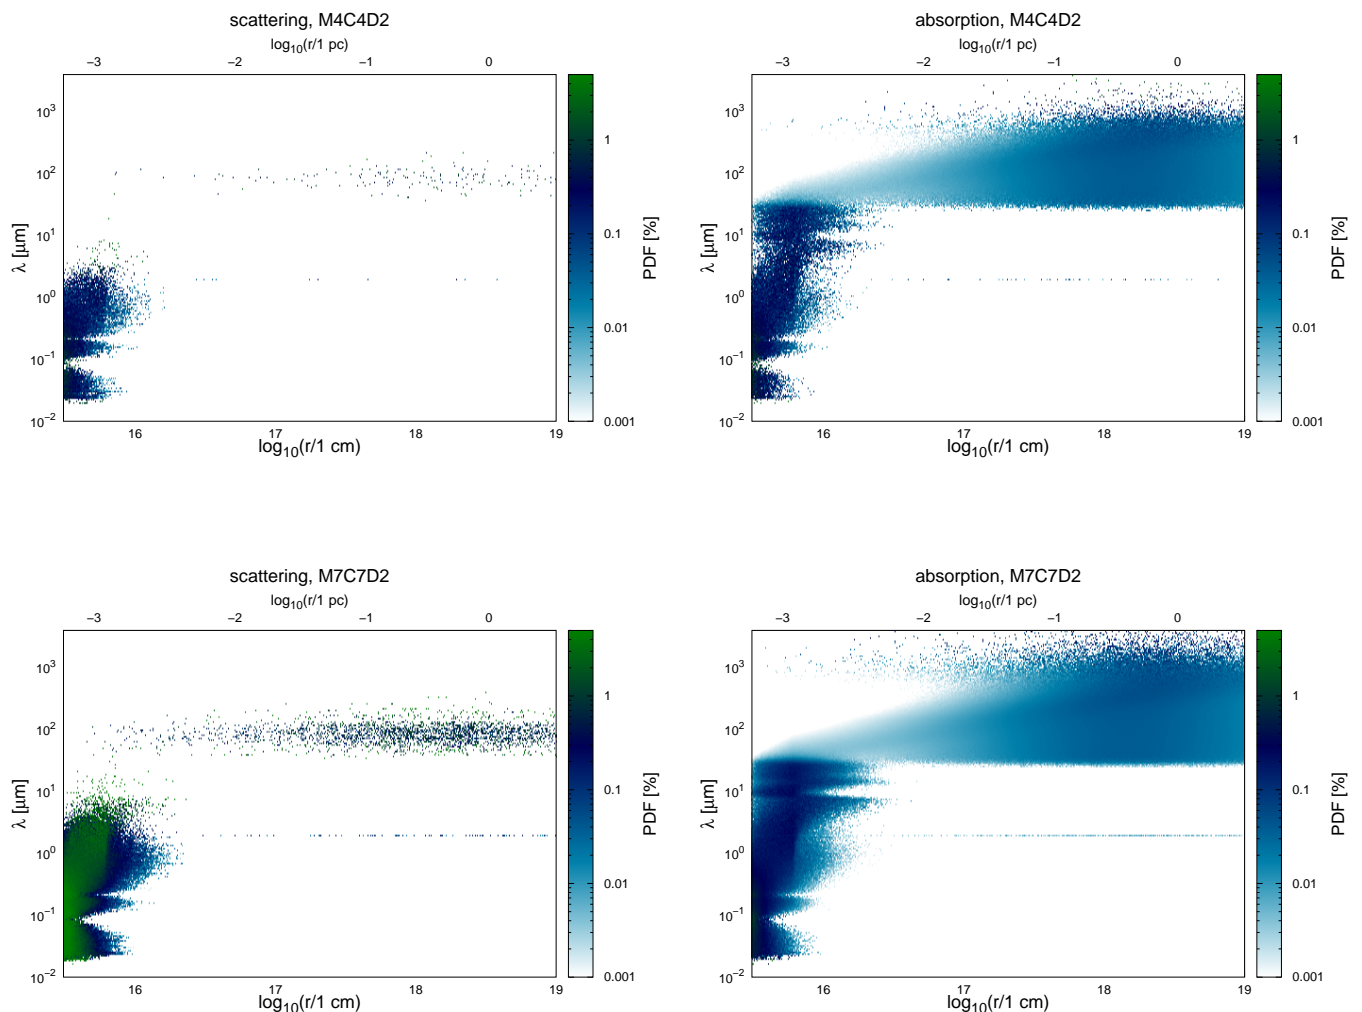 scattering, M4C4D2
log10(r/1 pc)
−3 −2 −1 0
10^3
10^2
10^1
10^0
10^−1
10^−2
λ [μm]
16 17 18 19
log10(r/1 cm)
1
0.1
0.01
0.001
PDF [%]
absorption, M4C4D2
log10(r/1 pc)
−3 −2 −1 0
10^3
10^2
10^1
10^0
10^−1
10^−2
λ [μm]
16 17 18 19
log10(r/1 cm)
1
0.1
0.01
0.001
PDF [%]
scattering, M7C7D2
log10(r/1 pc)
−3 −2 −1 0
10^3
10^2
10^1
10^0
10^−1
10^−2
λ [μm]
16 17 18 19
log10(r/1 cm)
1
0.1
0.01
0.001
PDF [%]
absorption, M7C7D2
log10(r/1 pc)
−3 −2 −1 0
10^3
10^2
10^1
10^0
10^−1
10^−2
λ [μm]
16 17 18 19
log10(r/1 cm)
1
0.1
0.01
0.001
PDF [%]